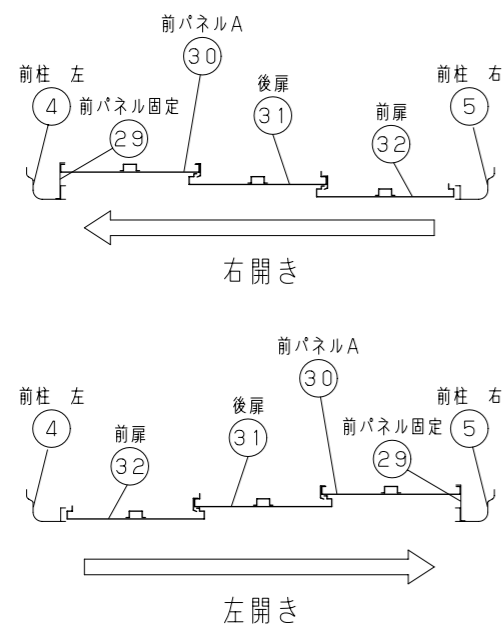 前パネルA
30
前柱 左
4
前パネル固定
29
後扉
31
前扉
32
前柱 右
5
右開き
前パネルA
30
前柱 左
4
前扉
32
後扉
31
前パネル固定
29
前柱 右
5
左開き